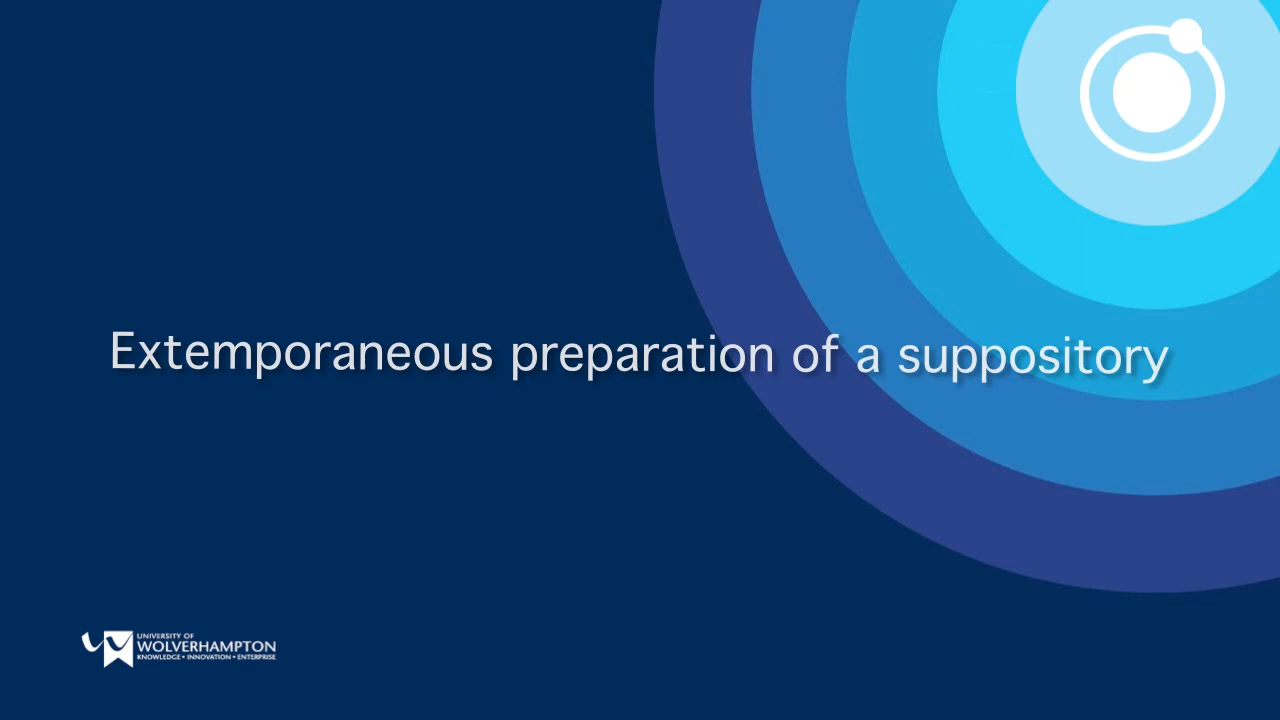 Extemporaneous preparation of a suppository
UNIVERSITY OF
WOLVERHAMPTON
KNOWLEDGE • INNOVATION • ENTERPRISE